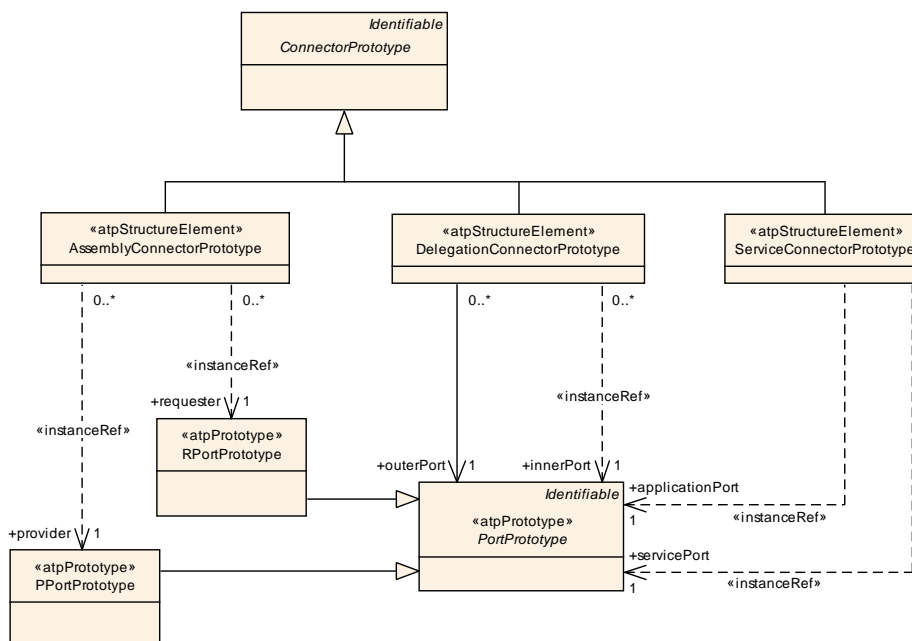 Identifiable
ConnectorPrototype
«atpStructureElement»
AssemblyConnectorPrototype
«atpStructureElement»
DelegationConnectorPrototype
«atpStructureElement»
ServiceConnectorPrototype
0..*
0..*
0..*
0..*
«instanceRef»
«instanceRef»
«instanceRef»
+requester
1
«atpPrototype»
RPortPrototype
+outerPort
1
+innerPort
1
Identifiable
«atpPrototype»
PortPrototype
+applicationPort
1
«instanceRef»
+provider
1
«atpPrototype»
PPortPrototype
+servicePort
1
«instanceRef»